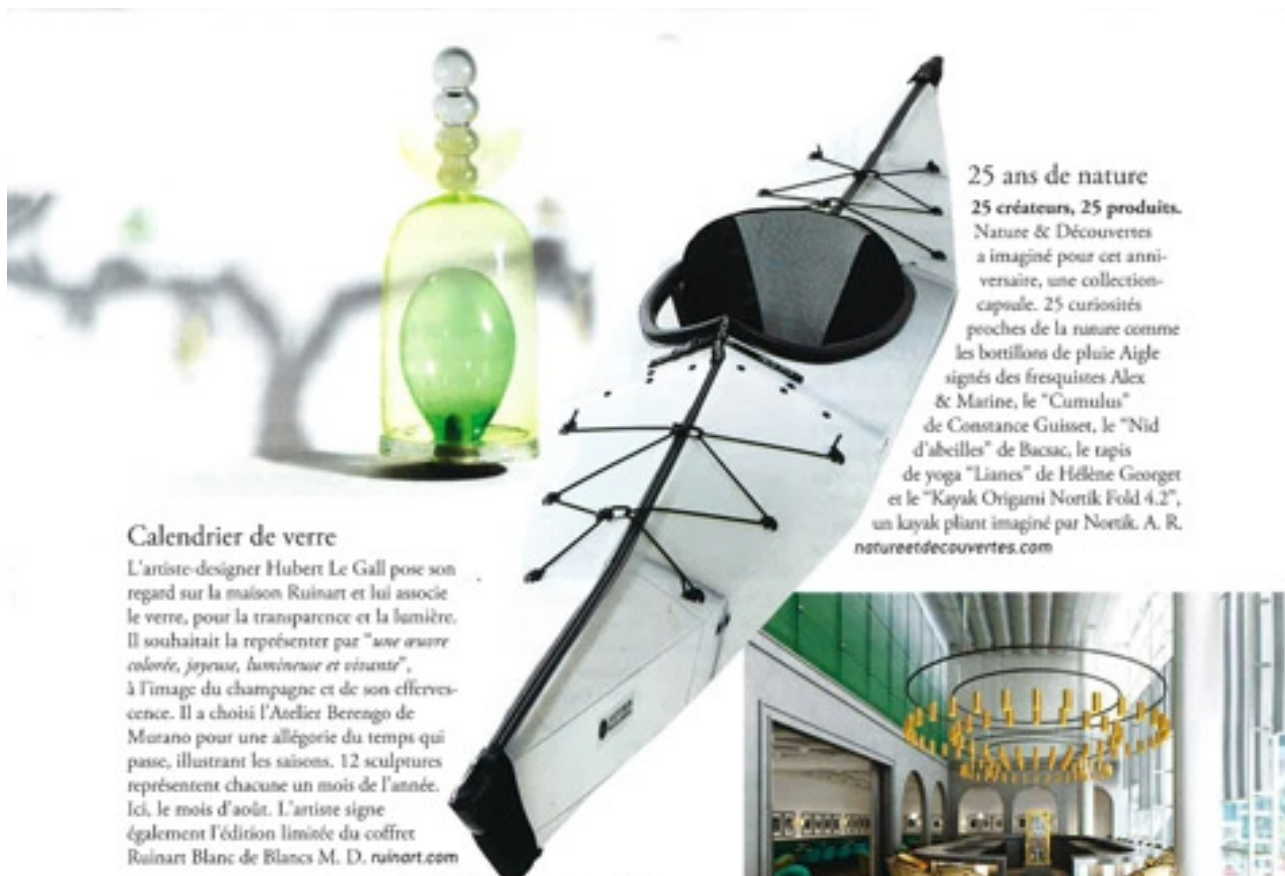 25 ans de nature
25 créateurs, 25 produits.
Nature & Découvertes
a imaginé pour cet anni-
versaire, une collection-
capsule. 25 curiosités
proches de la nature comme
les bottillons de pluie Aigle
signés des fresquistes Alex
& Marine, le "Cumulus"
de Constance Guisset, le "Nid
d'abeilles" de Bacsac, le tapis
de yoga "Lianes" de Hélène Georget
et le "Kayak Origami Nortik Fold 4.2",
un kayak pliant imaginé par Nortik. A. R.
natureetdecouvertes.com
Calendrier de verre
L'artiste-designer Hubert Le Gall pose son
regard sur la maison Ruinart et lui associe
le verre, pour la transparence et la lumière.
Il souhaitait la représenter par "une œuvre
colorée, joyeuse, lumineuse et vivante",
à l'image du champagne et de son efferves-
cence. Il a choisi l'Atelier Berengo de
Murano pour une allégorie du temps qui
passe, illustrant les saisons. 12 sculptures
représentent chacune un mois de l'année.
Ici, le mois d'août. L'artiste signe
également l'édition limitée du coffret
Ruinart Blanc de Blancs M. D. ruinart.com